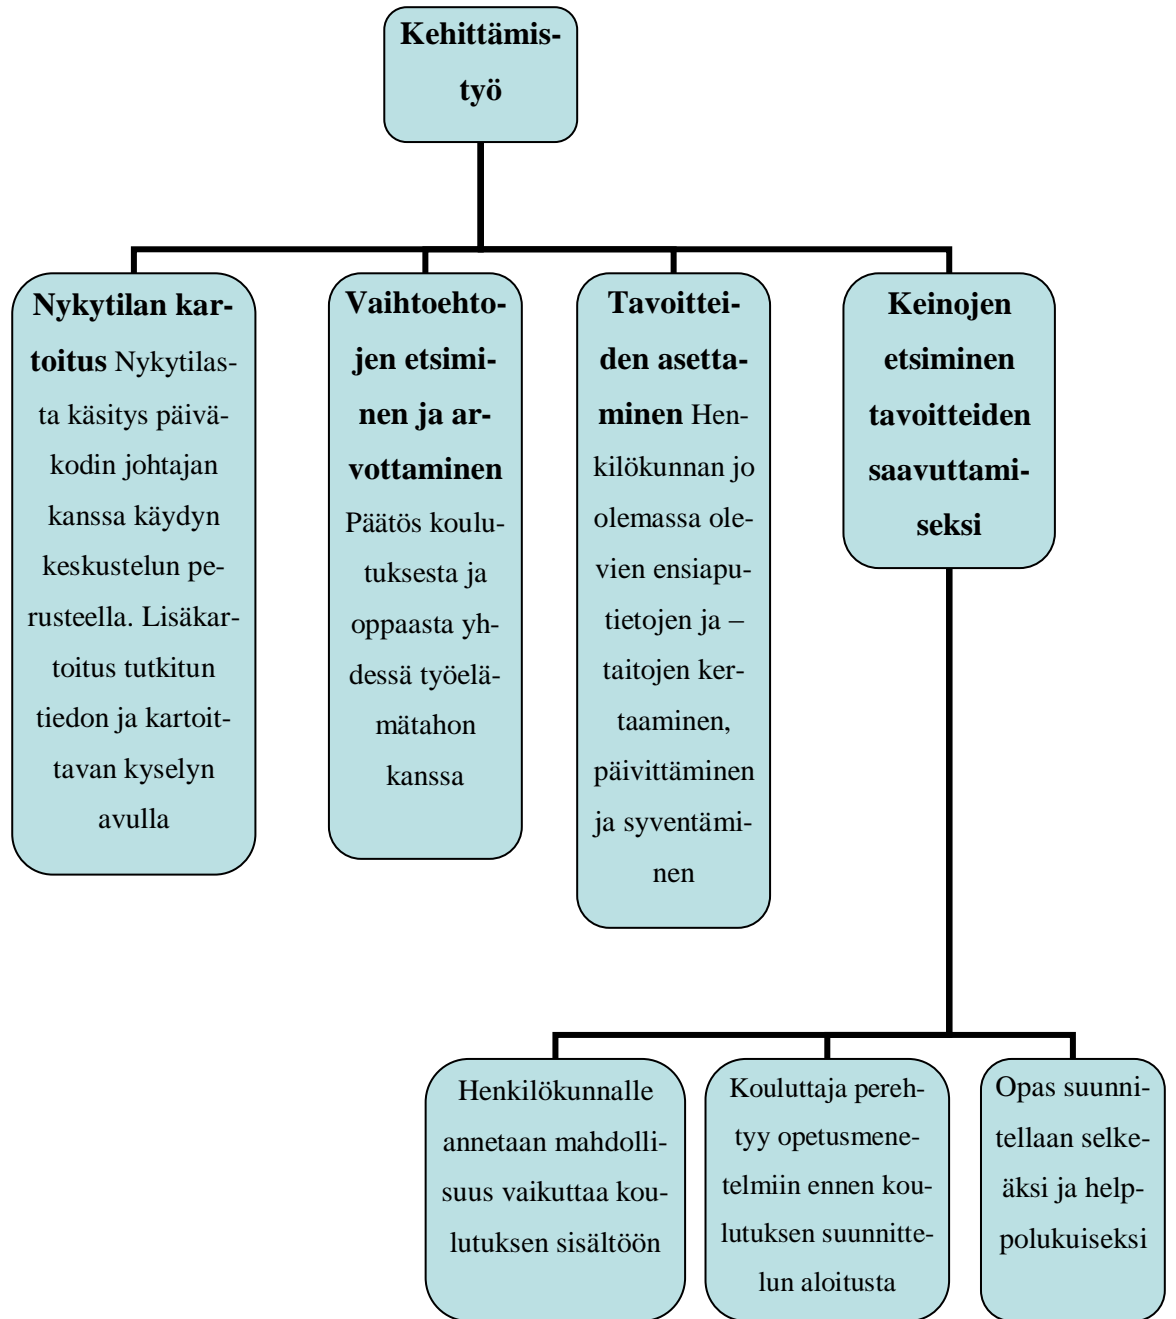 Kehittämis-
työ
Nykytilan kar-
toitus Nykytilas-
ta käsitys päivä-
kodin johtajan
kanssa käydyn
keskustelun pe-
rusteella. Lisäkar-
toitus tutkitun
tiedon ja kartoit-
tavan kyselyn
avulla
Vaihtoehto-
jen etsimi-
nen ja ar-
vottaminen
Päätös koulu-
tuksesta ja
oppaasta yh-
dessä työelä-
mätahon
kanssa
Tavoittei-
den asetta-
minen Hen-
kilökunnan jo
olemassa ole-
vien ensiapu-
tietojen ja –
taitojen ker-
taaminen,
päivittäminen
ja syventämi-
nen
Keinojen
etsiminen
tavoitteiden
saavuttami-
seksi
Henkilökunnalle
annetaan mahdolli-
suus vaikuttaa kou-
lutuksen sisältöön
Kouluttaja pereh-
tyy opetusmene-
telmiin ennen kou-
lutuksen suunnitte-
lun aloitusta
Opas suunni-
tellaan selke-
äksi ja help-
polukuiseksi